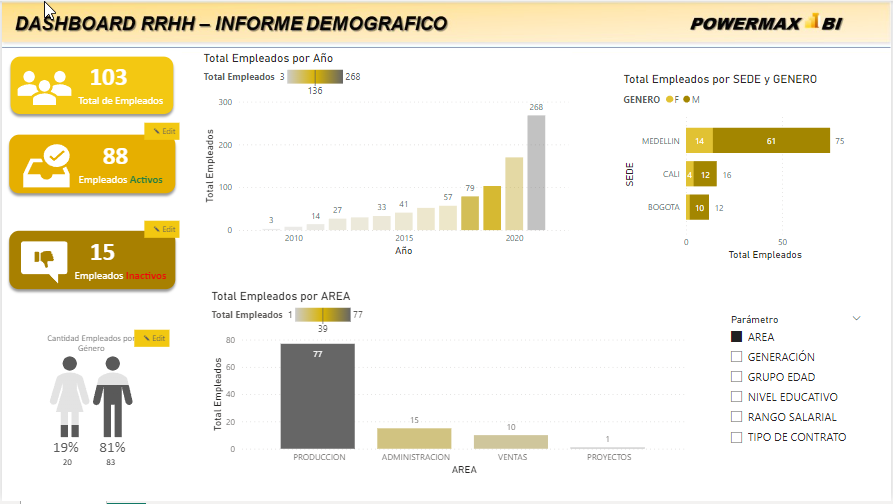 DASHBOARD RRHH – INFORME DEMOGRAFICO
POWERMAX BI
103
Total de Empleados
Edit
88
Empleados Activos
Edit
15
Empleados Inactivos
Cantidad Empleados por
Género
Edit
19%
81%
20
83
Total Empleados por Año
Total Empleados 3 268
136
300
200
100
0
Total Empleados
3
14
27
33
41
57
79
268
2010
2015
2020
Año
Total Empleados por SEDE y GENERO
GENERO F M
SEDE
MEDELLIN 14 61 75
CALI 4 12 16
BOGOTA 10 12
0
50
Total Empleados
Total Empleados por AREA
Total Empleados 1 77
39
80
60
40
20
0
Total Empleados
77
15
10
1
PRODUCCION
ADMINISTRACION
VENTAS
PROYECTOS
AREA
Parámetro
AREA
GENERACIÓN
GRUPO EDAD
NIVEL EDUCATIVO
RANGO SALARIAL
TIPO DE CONTRATO